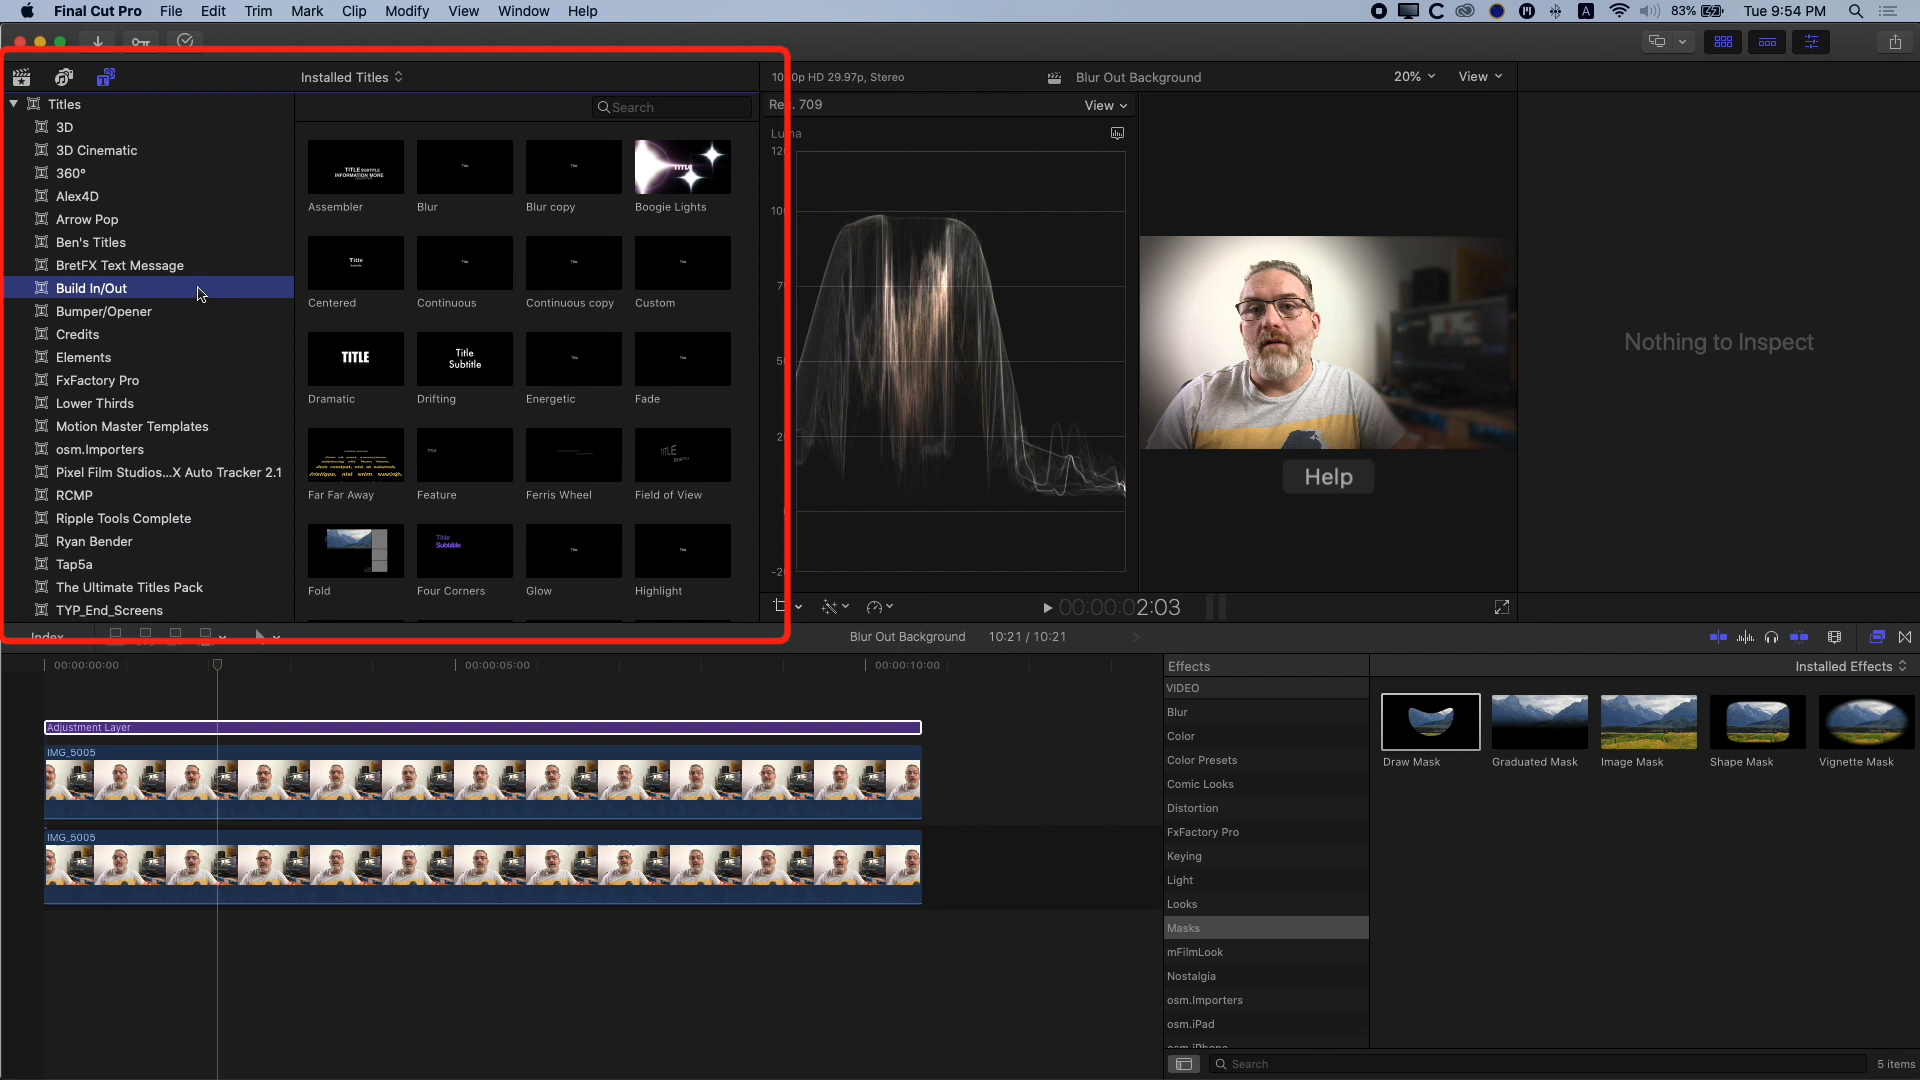 Final Cut Pro File Edit Trim Mark Clip Modify View Window Help 83% Tue 9:54 PM
Installed Titles
Blur Out Background
20% View
Titles
Search
Rec. 709 View
3D
3D Cinematic
360°
Alex4D
Arrow Pop
Ben's Titles
BretFX Text Message
Build In/Out
Bumper/Opener
Credits
Elements
FxFactory Pro
Lower Thirds
Motion Master Templates
osm.Importers
Pixel Film Studios...X Auto Tracker 2.1
RCMP
Ripple Tools Complete
Ryan Bender
Tap5a
The Ultimate Titles Pack
TYP_End_Screens
TITLE
Assembler Blur Blur copy Boogie Lights
Title
Centered Continuous Continuous copy Custom
TITLE
Title
Subtitle
Dramatic Drifting Energetic Fade
Far Far Away Feature Ferris Wheel Field of View
Title
Subtitle
Fold Four Corners Glow Highlight
Help
Nothing to Inspect
00:00:02:03
Index
Blur Out Background 10:21 / 10:21
00:00:00:00 00:00:05:00 00:00:10:00
Adjustment Layer
IMG_5005
IMG_5005
Effects
Installed Effects
VIDEO
Blur
Color
Color Presets
Comic Looks
Distortion
FxFactory Pro
Keying
Light
Looks
Masks
mFilmLook
Nostalgia
osm.Importers
osm.iPad
osm.iPhone
Draw Mask Graduated Mask Image Mask Shape Mask Vignette Mask
Search
5 items